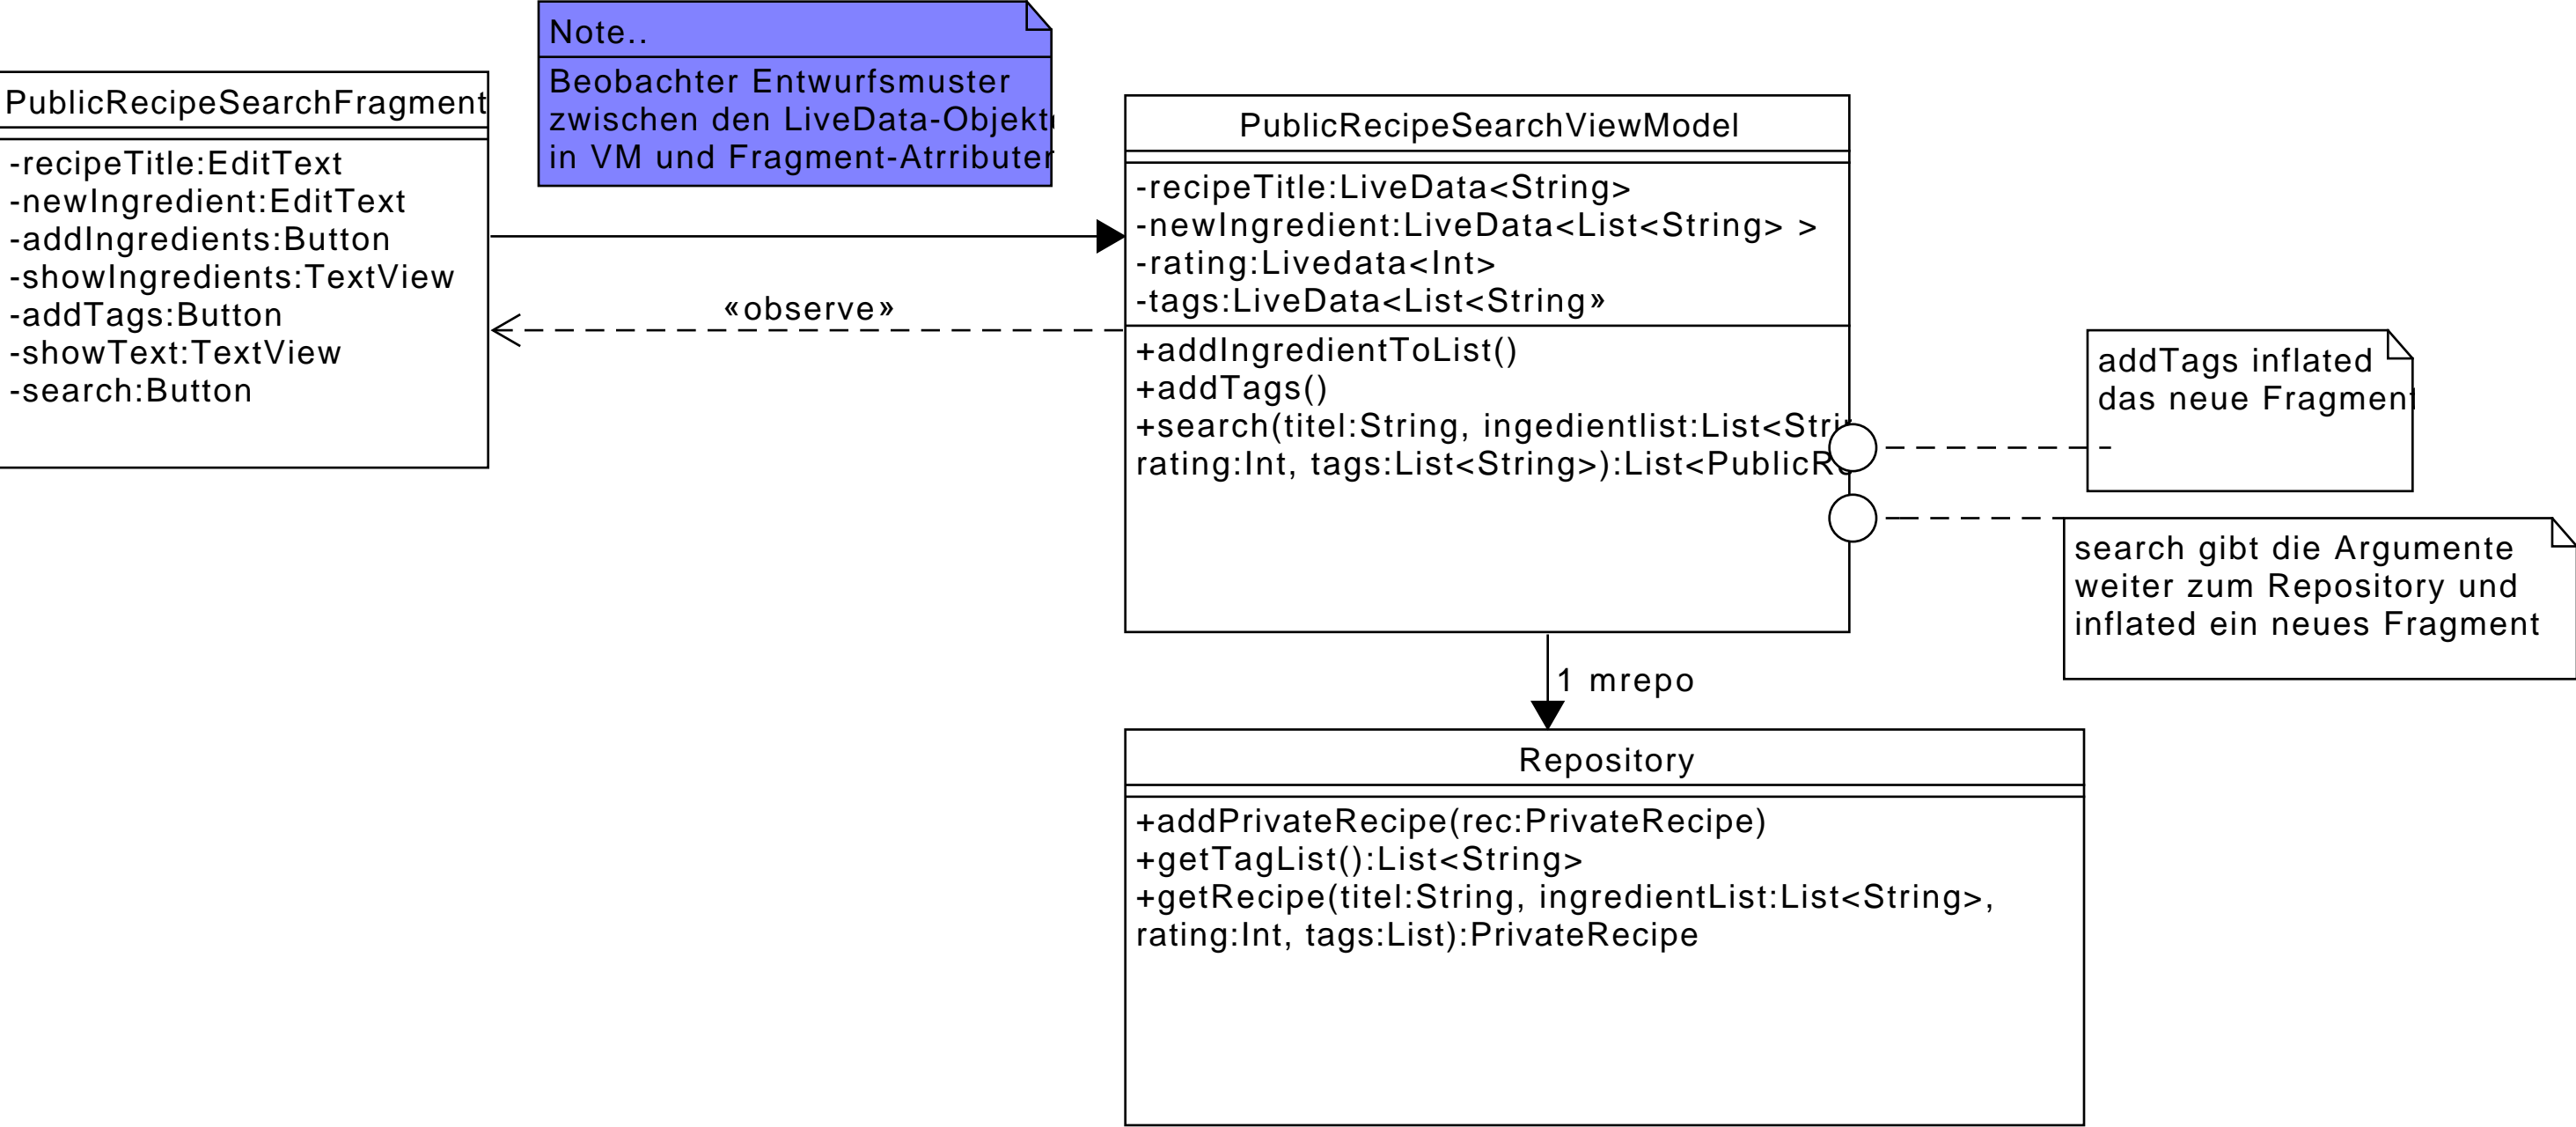 Note..
Beobachter Entwurfsmuster
zwischen den LiveData-Objekt
in VM und Fragment-Atrributen
PublicRecipeSearchFragment
-recipeTitle:EditText
-newIngredient:EditText
-addIngredients:Button
-showIngredients:TextView
-addTags:Button
-showText:TextView
-search:Button
«observe»
PublicRecipeSearchViewModel
-recipeTitle:LiveData<String>
-newIngredient:LiveData<List<String> >
-rating:Livedata<Int>
-tags:LiveData<List<String»
+addIngredientToList()
+addTags()
+search(titel:String, ingedientlist:List<Stri
rating:Int, tags:List<String>):List<PublicRe
addTags inflated
das neue Fragment
search gibt die Argumente
weiter zum Repository und
inflated ein neues Fragment
1 mrepo
Repository
+addPrivateRecipe(rec:PrivateRecipe)
+getTagList():List<String>
+getRecipe(titel:String, ingredientList:List<String>,
rating:Int, tags:List):PrivateRecipe